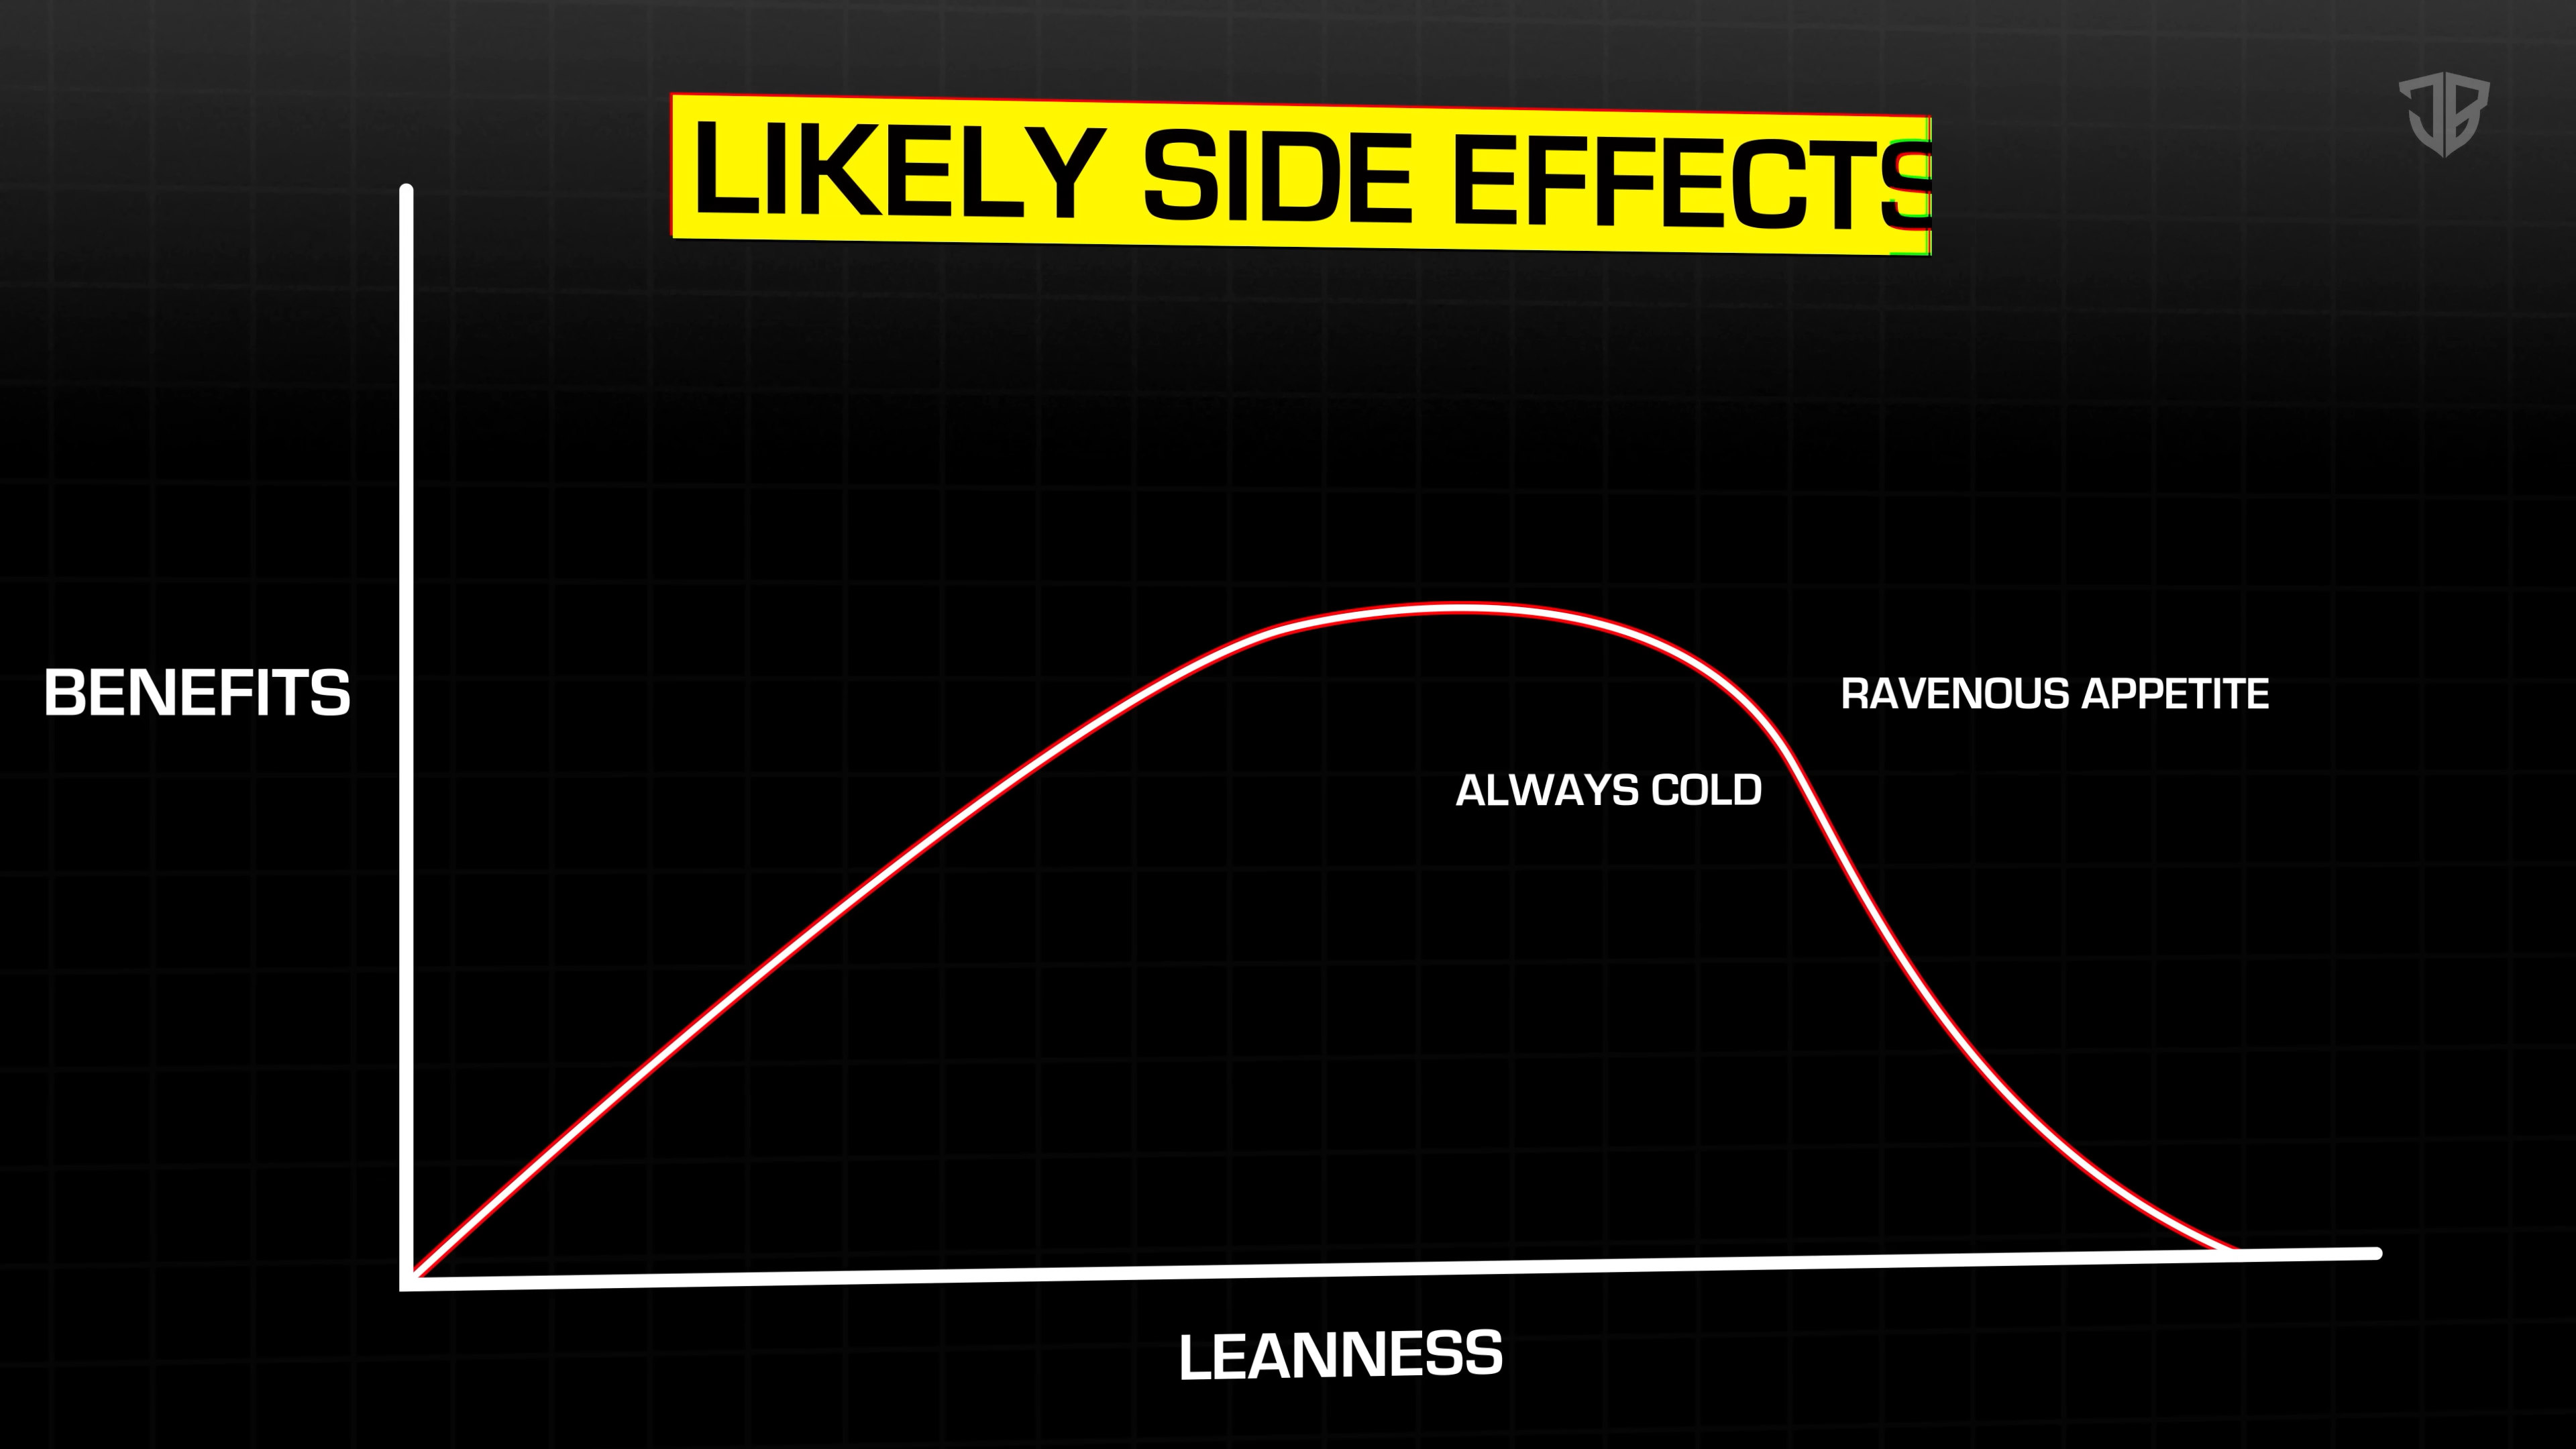 LIKELY SIDE EFFECTS
BENEFITS
RAVENOUS APPETITE
ALWAYS COLD
LEANNESS